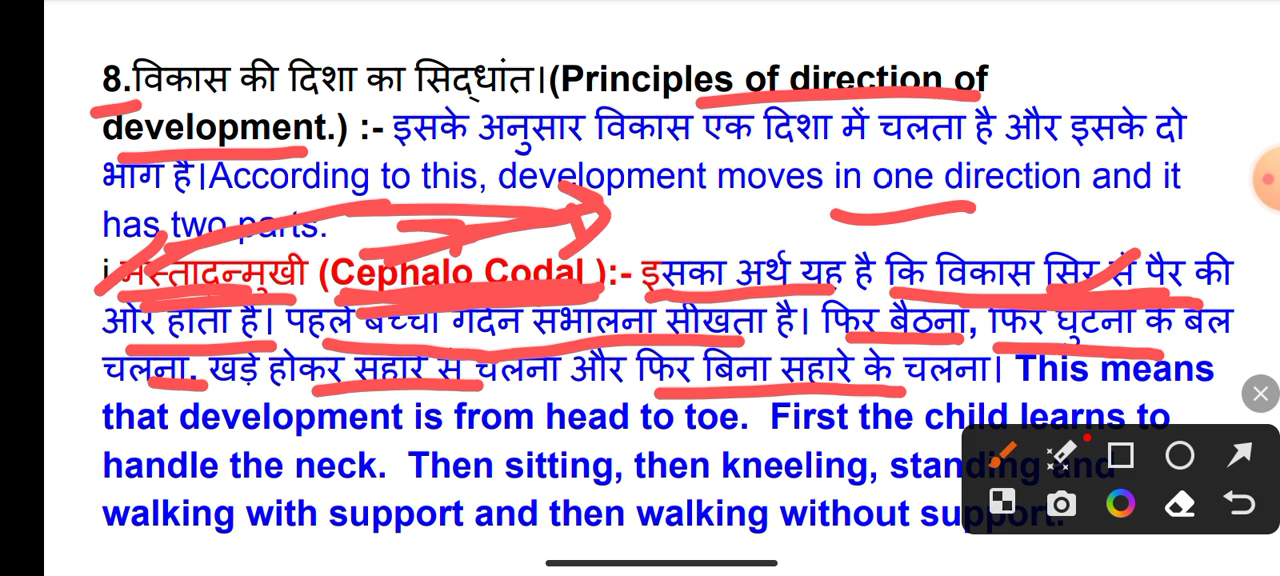 8.विकास की दिशा का सिद्धांत।(Principles of direction of
development.) :- इसके अनुसार विकास एक दिशा में चलता है और इसके दो
भाग हैं।According to this, development moves in one direction and it
has two parts.
i.मस्तादन्मुखी (Cephalo Codal ):- इसका अर्थ यह है कि विकास सिर से पैर की
ओर होता है। पहले बच्चा गर्दन संभालना सीखता है। फिर बैठना, फिर घुटनों के बल
चलना, खड़े होकर सहारे से चलना और फिर बिना सहारे के चलना। This means
that development is from head to toe. First the child learns to
handle the neck. Then sitting, then kneeling, standing and
walking with support and then walking without support.